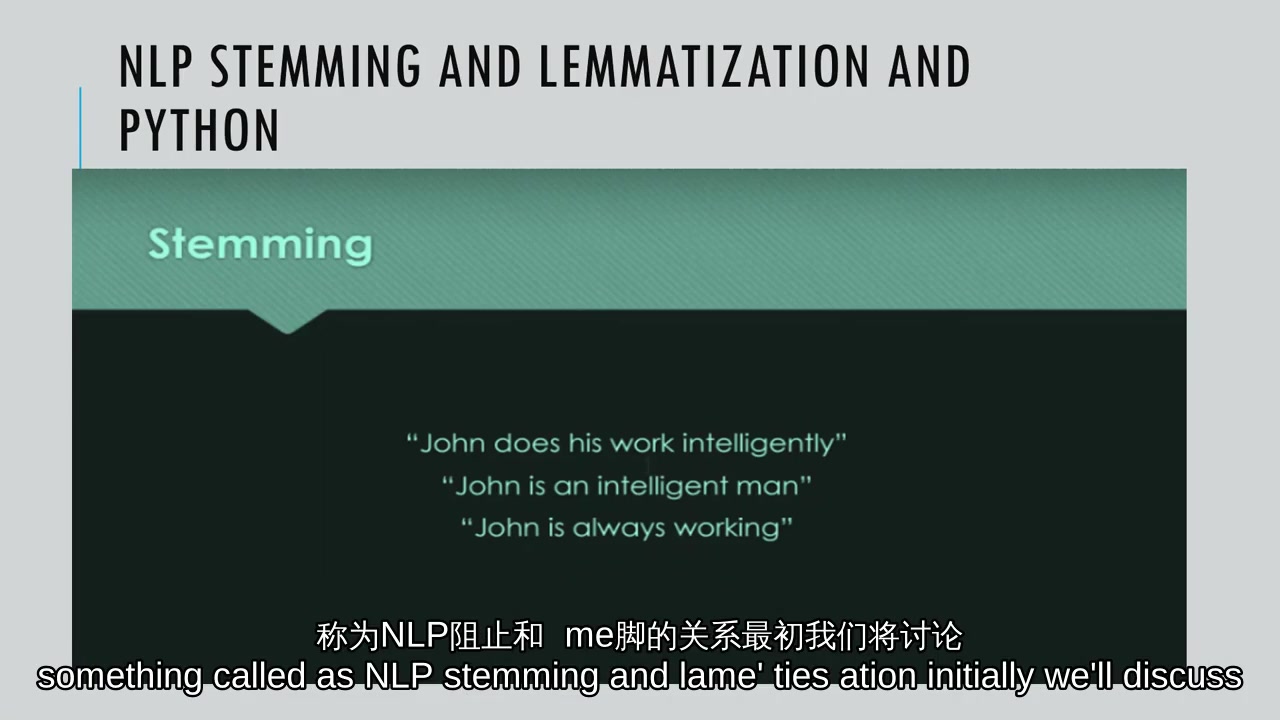 NLP STEMMING AND LEMMATIZATION AND
PYTHON
Stemming
“John does his work intelligently”
“John is an intelligent man”
“John is always working”
称为NLP阻止和 me脚的关系最初我们将讨论
something called as NLP stemming and lame' ties ation initially we'll discuss